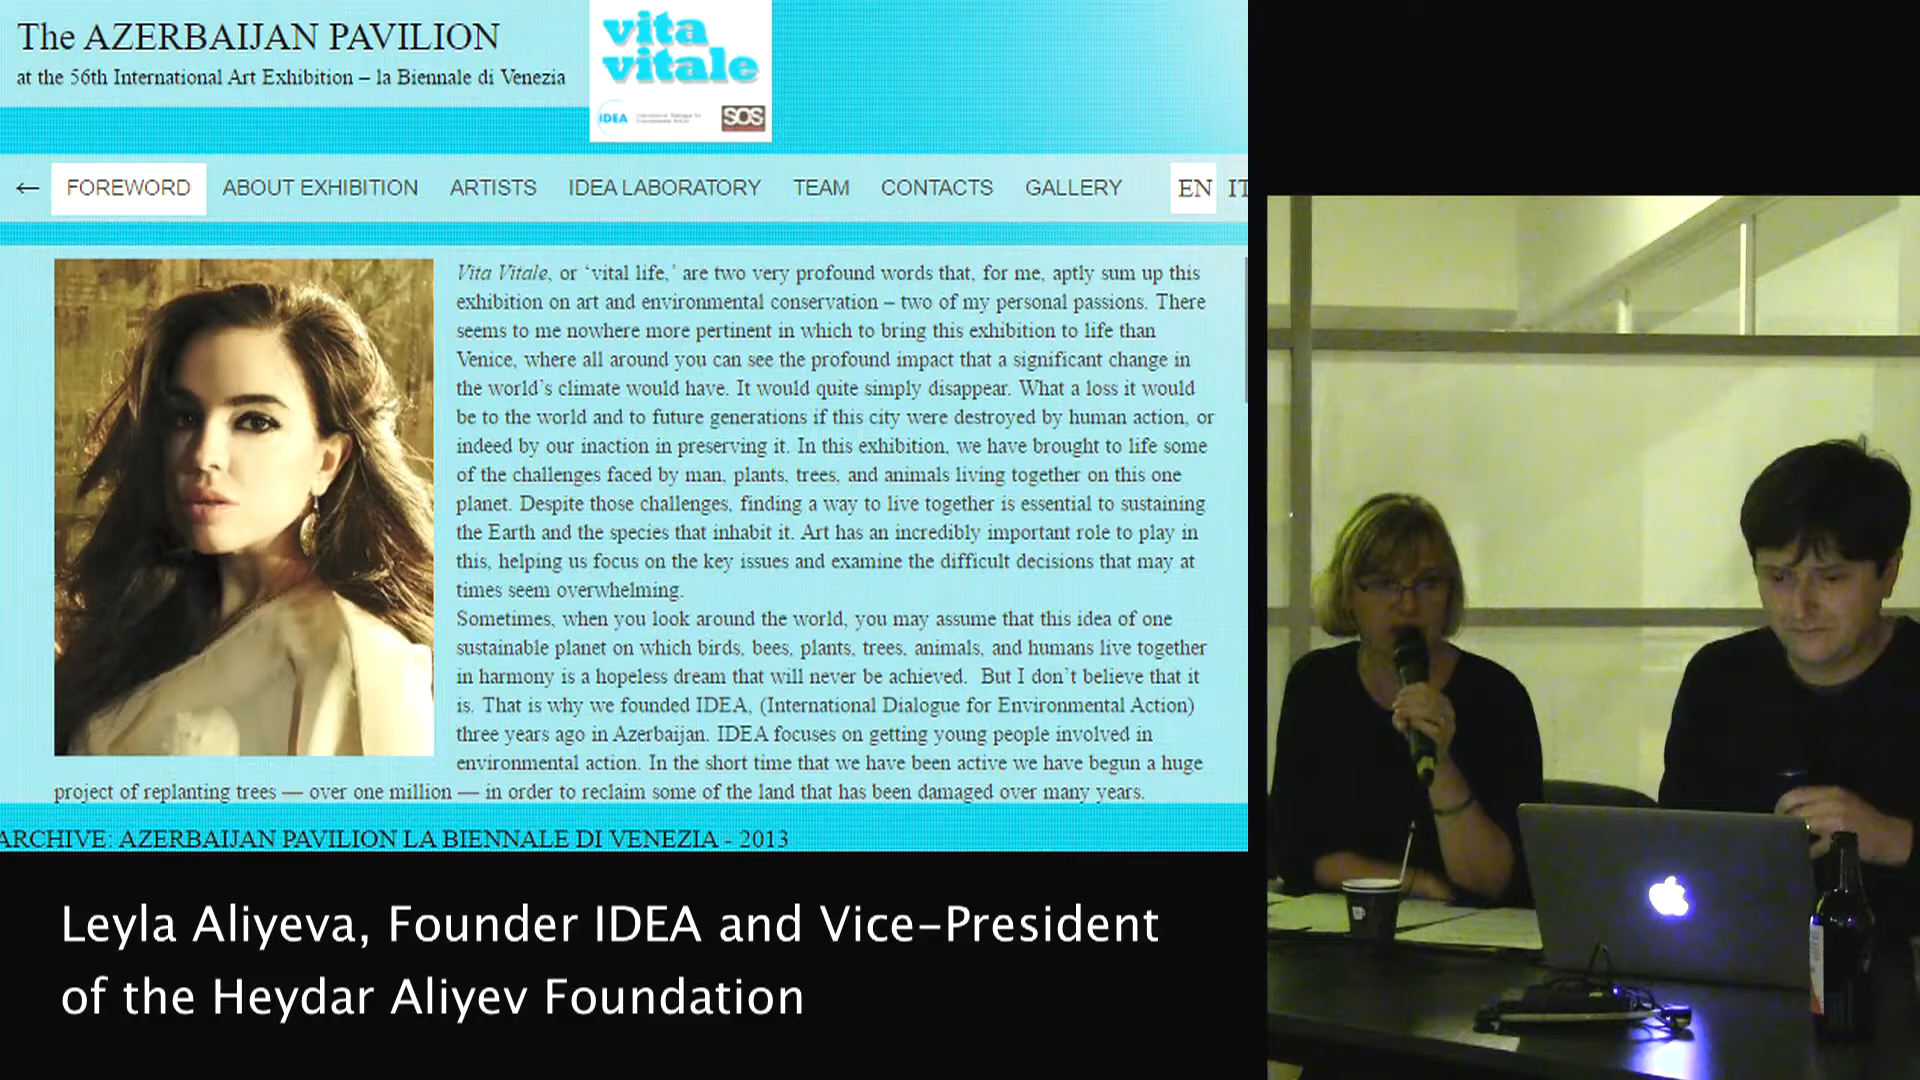 The AZERBAIJAN PAVILION
at the 56th International Art Exhibition – la Biennale di Venezia
vita
vitale
IDEA
SOS
← FOREWORD ABOUT EXHIBITION ARTISTS IDEA LABORATORY TEAM CONTACTS GALLERY EN IT
Vita Vitale, or ‘vital life,’ are two very profound words that, for me, aptly sum up this
exhibition on art and environmental conservation – two of my personal passions. There
seems to me nowhere more pertinent in which to bring this exhibition to life than
Venice, where all around you can see the profound impact that a significant change in
the world’s climate would have. It would quite simply disappear. What a loss it would
be to the world and to future generations if this city were destroyed by human action, or
indeed by our inaction in preserving it. In this exhibition, we have brought to life some
of the challenges faced by man, plants, trees, and animals living together on this one
planet. Despite those challenges, finding a way to live together is essential to sustaining
the Earth and the species that inhabit it. Art has an incredibly important role to play in
this, helping us focus on the key issues and examine the difficult decisions that may at
times seem overwhelming.
Sometimes, when you look around the world, you may assume that this idea of one
sustainable planet on which birds, bees, plants, trees, animals, and humans live together
in harmony is a hopeless dream that will never be achieved.  But I don’t believe that it
is. That is why we founded IDEA, (International Dialogue for Environmental Action)
three years ago in Azerbaijan. IDEA focuses on getting young people involved in
environmental action. In the short time that we have been active we have begun a huge
project of replanting trees — over one million — in order to reclaim some of the land that has been damaged over many years.
ARCHIVE: AZERBAIJAN PAVILION LA BIENNALE DI VENEZIA - 2013
Leyla Aliyeva, Founder IDEA and Vice-President
of the Heydar Aliyev Foundation